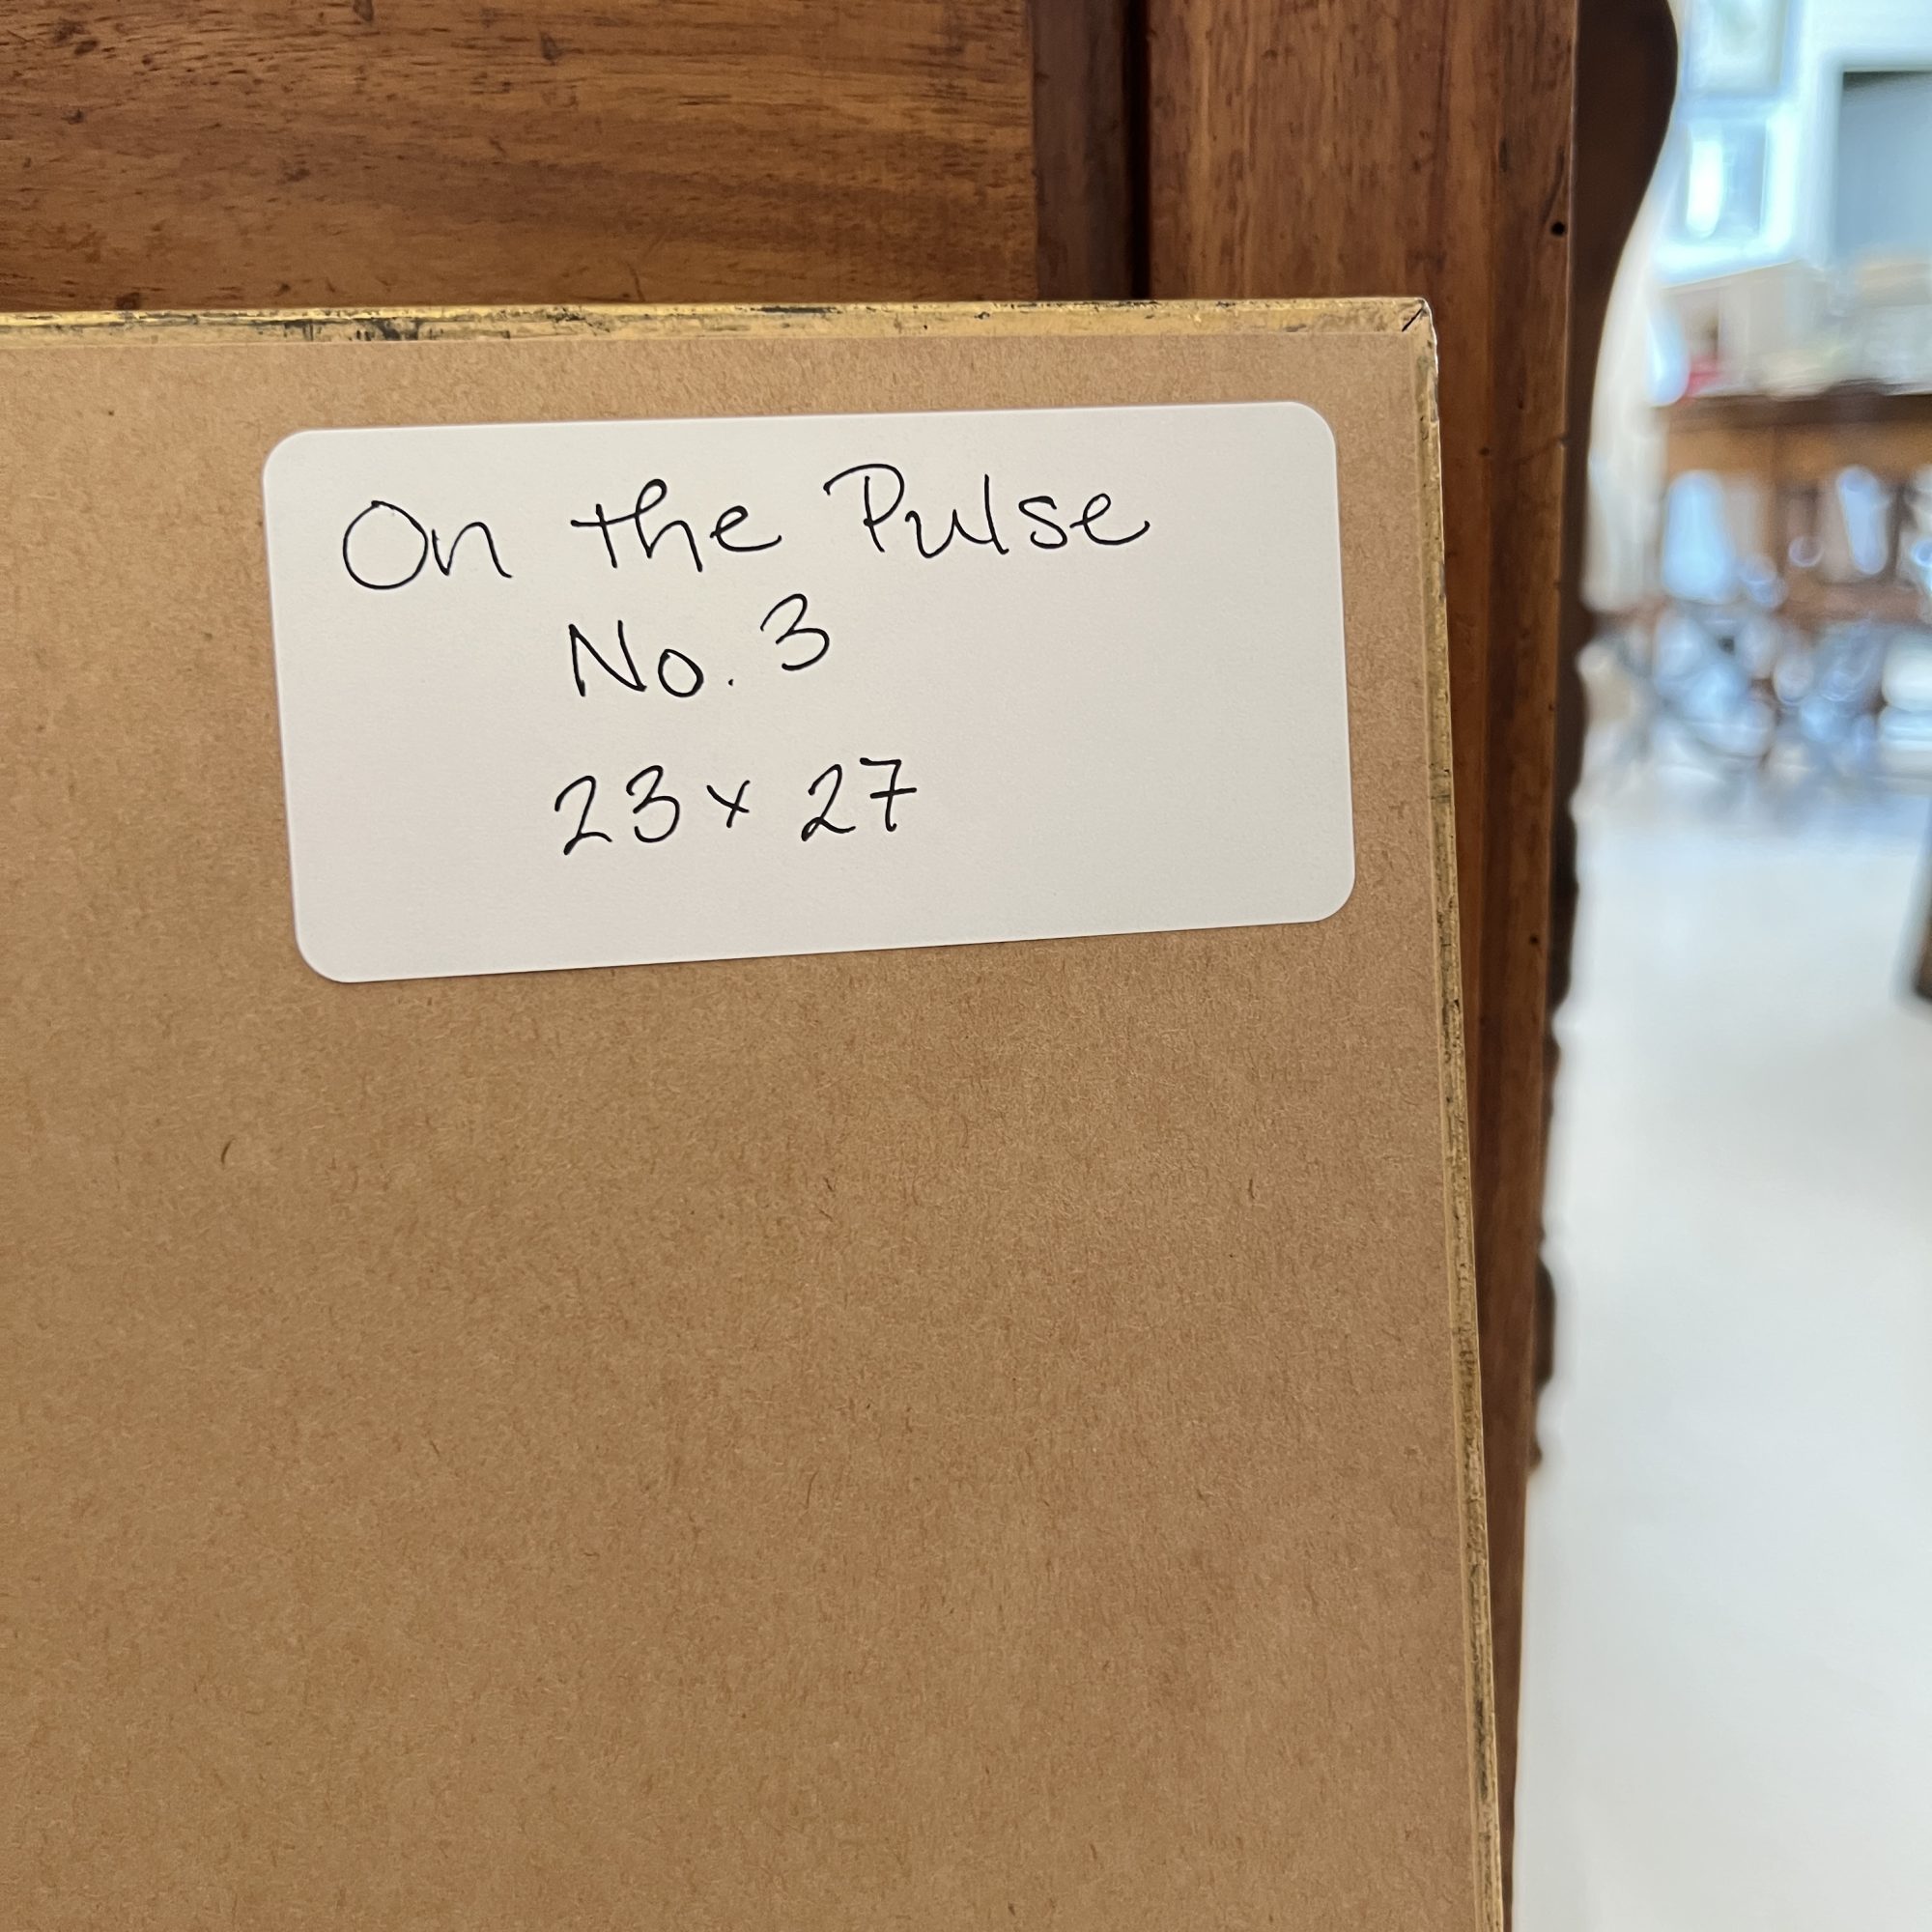 On the Pulse
No. 3
23 x 27